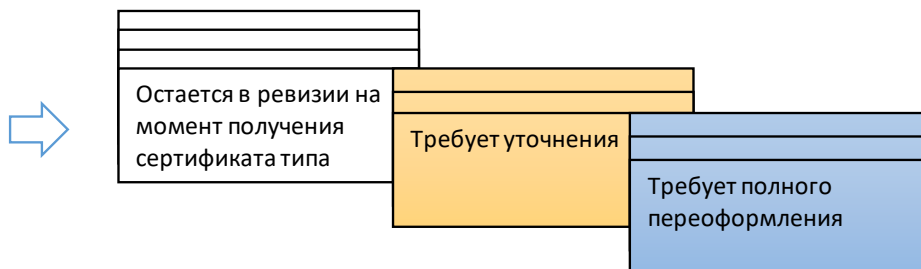 Остается в ревизии на
момент получения
сертификата типа
Требует уточнения
Требует полного
переоформления